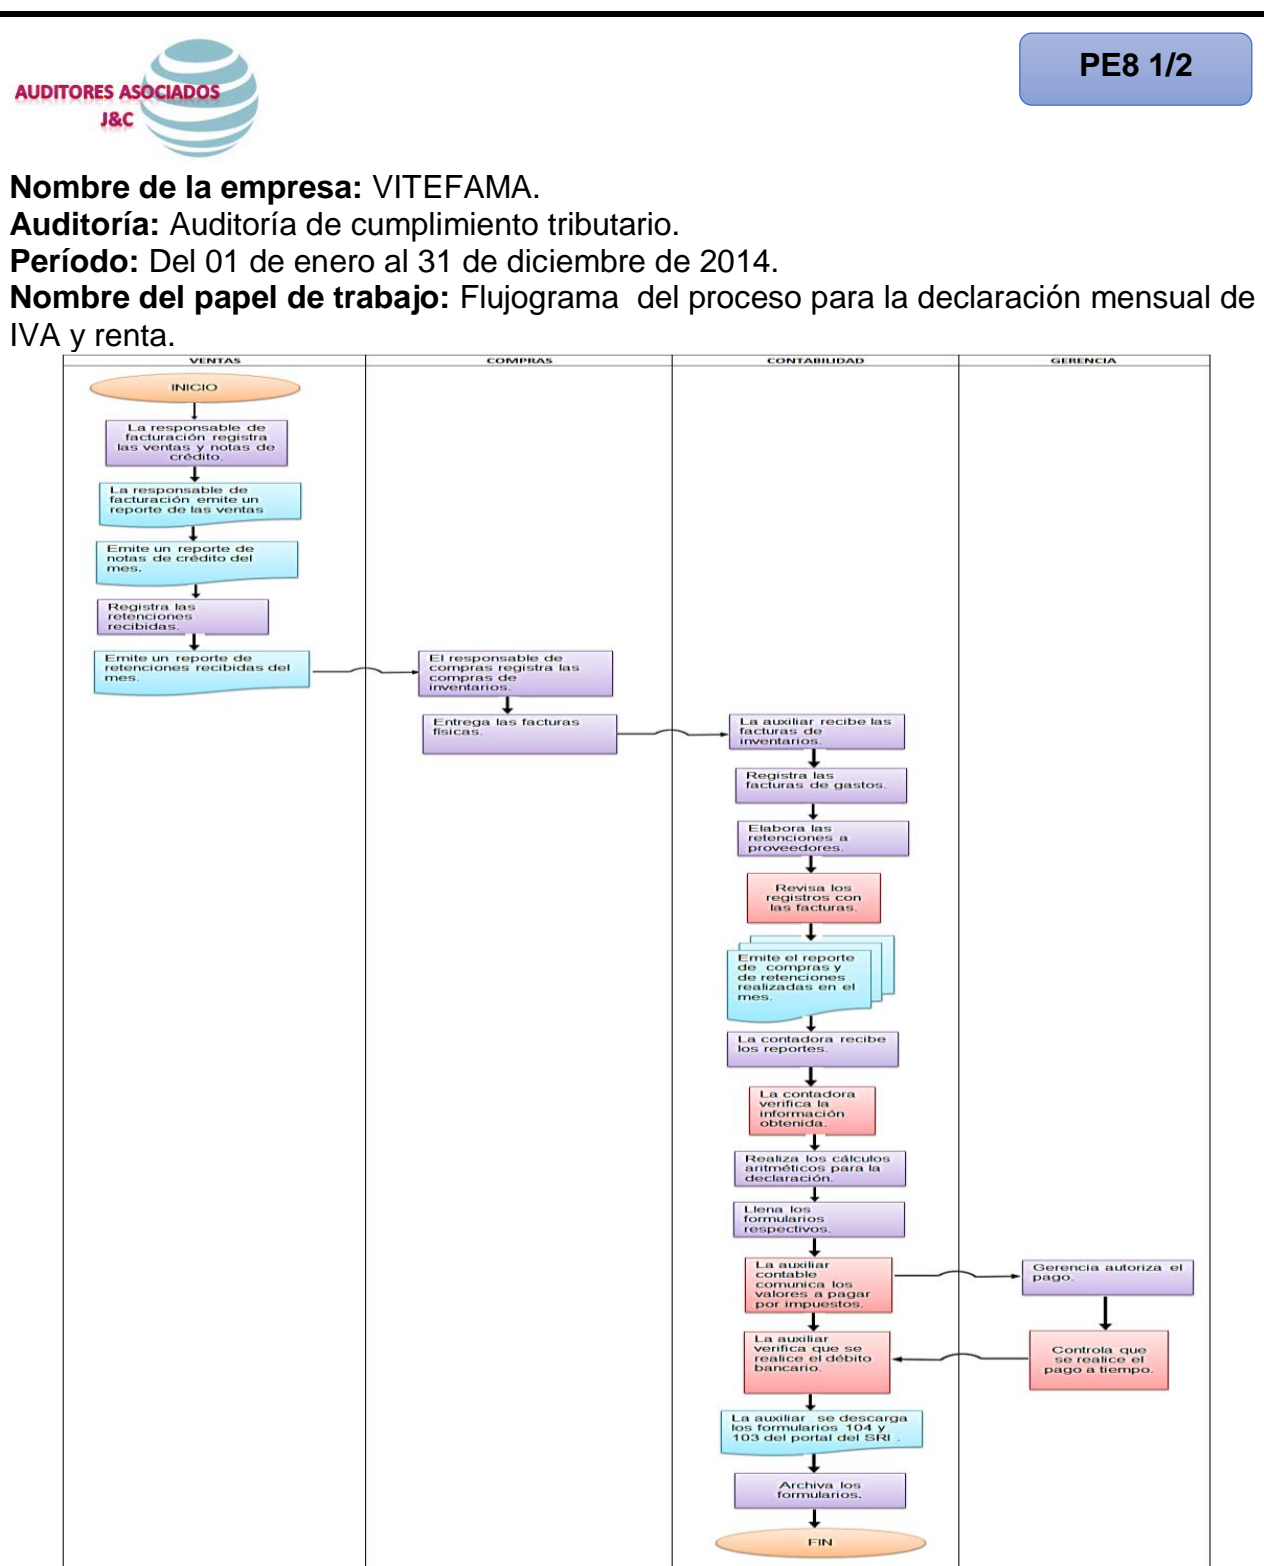 AUDITORES ASOCIADOS
J&C
PE8 1/2
Nombre de la empresa: VITEFAMA.
Auditoría: Auditoría de cumplimiento tributario.
Período: Del 01 de enero al 31 de diciembre de 2014.
Nombre del papel de trabajo: Flujograma  del proceso para la declaración mensual de
IVA y renta.
VENTAS
COMPRAS
CONTABILIDAD
GERENCIA
INICIO
La responsable de
facturación registra
las ventas y notas de
crédito.
La responsable de
facturación emite un
reporte de las ventas
Emite un reporte de
notas de crédito del
mes.
Registra las
retenciones
recibidas.
Emite un reporte de
retenciones recibidas del
mes.
El responsable de
compras registra las
compras de
inventarios.
Entrega las facturas
físicas.
La auxiliar recibe las
facturas de
inventarios.
Registra las
facturas de gastos.
Elabora las
retenciones a
proveedores.
Revisa los
registros con
las facturas.
Emite el reporte
de  compras y
de retenciones
realizadas en el
mes.
La contadora recibe
los reportes.
La contadora
verifica la
información
obtenida.
Realiza los cálculos
aritméticos para la
declaración.
Llena los
formularios
respectivos.
La auxiliar
contable
comunica los
valores a pagar
por impuestos.
Gerencia autoriza el
pago.
Controla que
se realice el
pago a tiempo.
La auxiliar
verifica que se
realice el débito
bancario.
La auxiliar  se descarga
los formularios 104 y
103 del portal del SRI .
Archiva los
formularios.
FIN